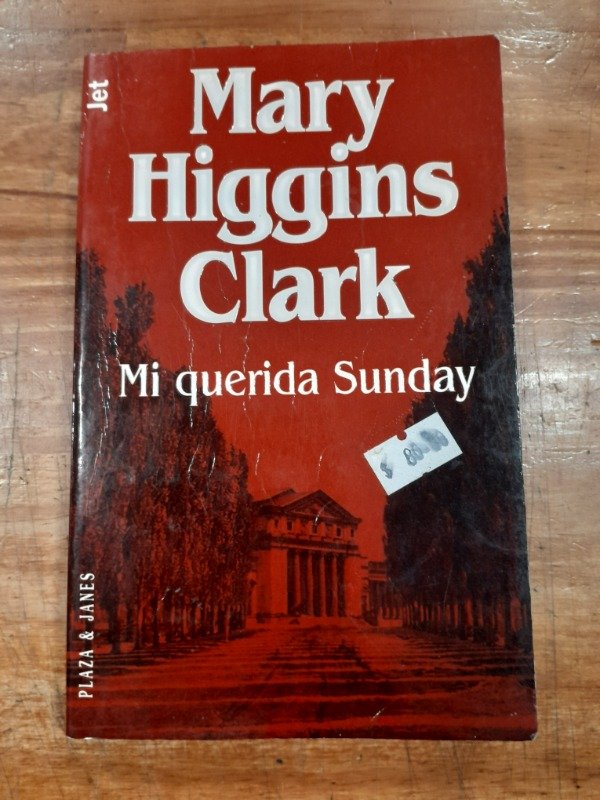 Jet
Mary
Higgins
Clark
Mi querida Sunday
PLAZA & JANES